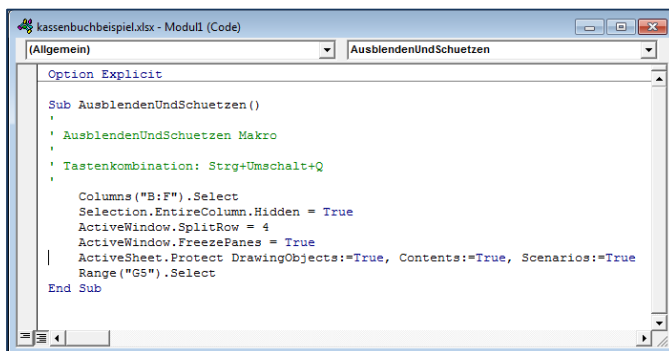 kassenbuchbeispiel.xlsx - Modul1 (Code)
(Allgemein) AusblendenUndSchuetzen
Option Explicit
Sub AusblendenUndSchuetzen()
'
' AusblendenUndSchuetzen Makro
'
' Tastenkombination: Strg+Umschalt+Q
'
Columns("B:F").Select
Selection.EntireColumn.Hidden = True
ActiveWindow.SplitRow = 4
ActiveWindow.FreezePanes = True
ActiveSheet.Protect DrawingObjects:=True, Contents:=True, Scenarios:=True
Range("G5").Select
End Sub